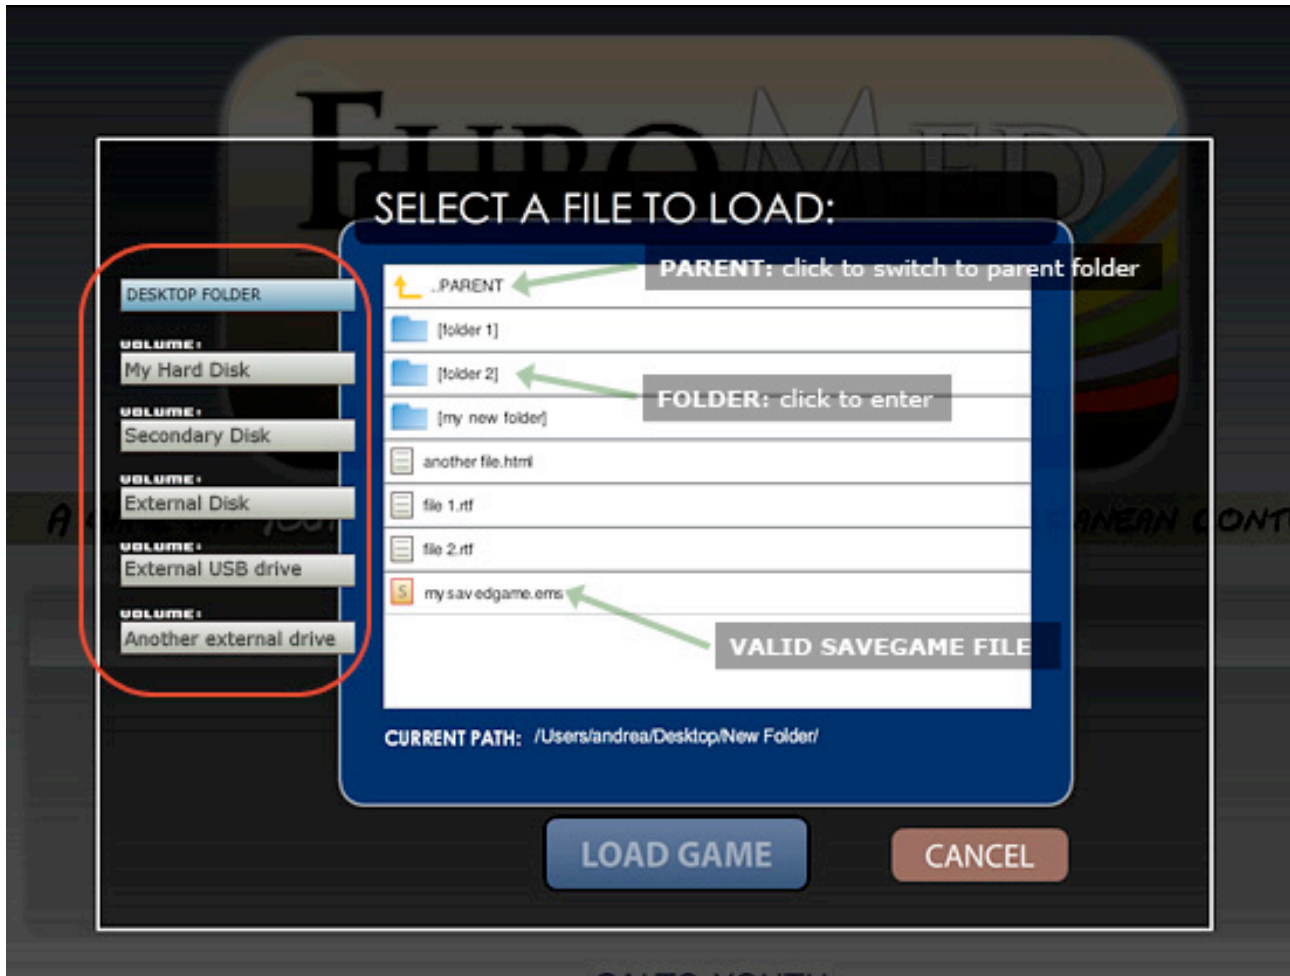 EUROMED
SELECT A FILE TO LOAD:
PARENT: click to switch to parent folder
..PARENT
DESKTOP FOLDER
[folder 1]
VOLUME:
My Hard Disk
[folder 2]
FOLDER: click to enter
[my new folder]
VOLUME:
Secondary Disk
another file.html
VOLUME:
External Disk
file 1.rtf
A
ANEAN CONT
VOLUME:
External USB drive
file 2.rtf
mysavedgame.ems
VOLUME:
Another external drive
VALID SAVEGAME FILE
CURRENT PATH: /Users/andrea/Desktop/New Folder/
LOAD GAME
CANCEL